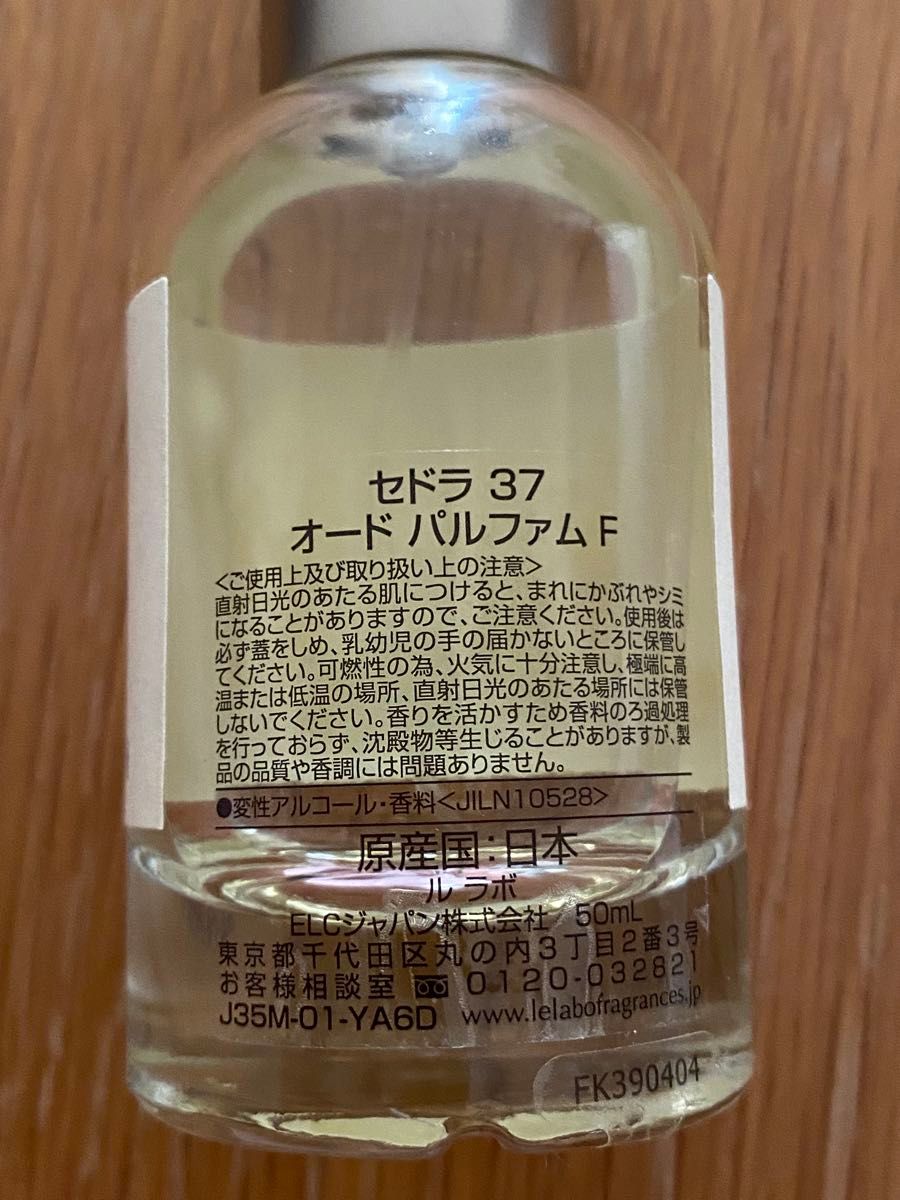 セドラ 37
オード パルファム F
<ご使用上及び取り扱い上の注意>
直射日光のあたる肌につけると、まれにかぶれやシミ
になることがありますので、ご注意ください。使用後は
必ず蓋をしめ、乳幼児の手の届かないところに保管し
てください。可燃性の為、火気に十分注意し、極端に高
温または低温の場所、直射日光のあたる場所には保管
しないでください。香りを活かすため香料のろ過処理
を行っておらず、沈殿物等生じることがありますが、製
品の品質や香調には問題ありません。
●変性アルコール・香料<JILN10528>
原産国:日本
ル ラボ
ELCジャパン株式会社 50mL
東京都千代田区丸の内3丁目2番3号
お客様相談室 0120-032821
J35M-01-YA6D www.lelabofragrances.jp
FK390404